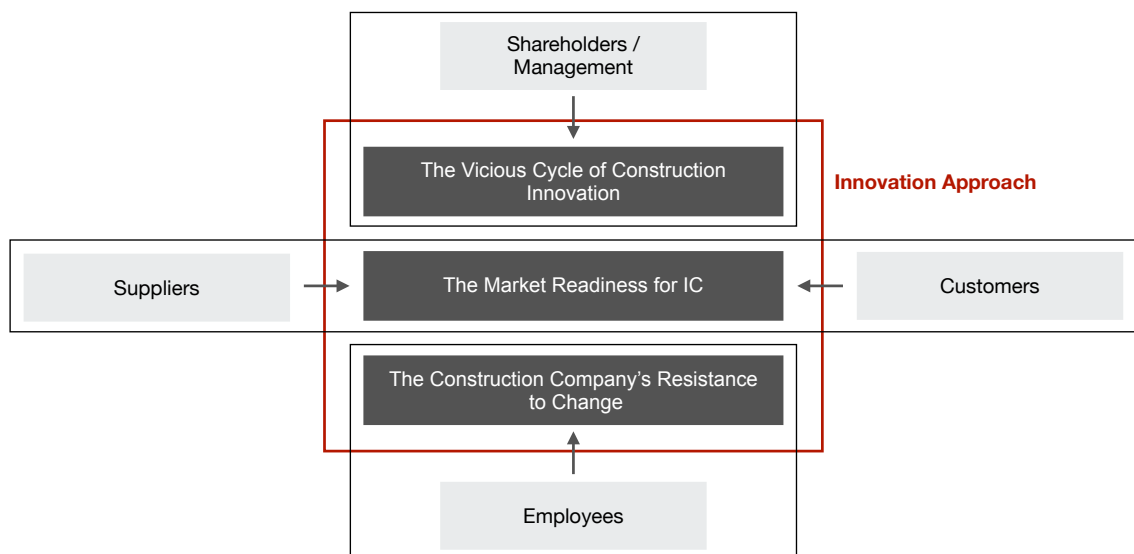 Shareholders /
Management
The Vicious Cycle of Construction
Innovation
Innovation Approach
Suppliers
The Market Readiness for IC
Customers
The Construction Company’s Resistance
to Change
Employees